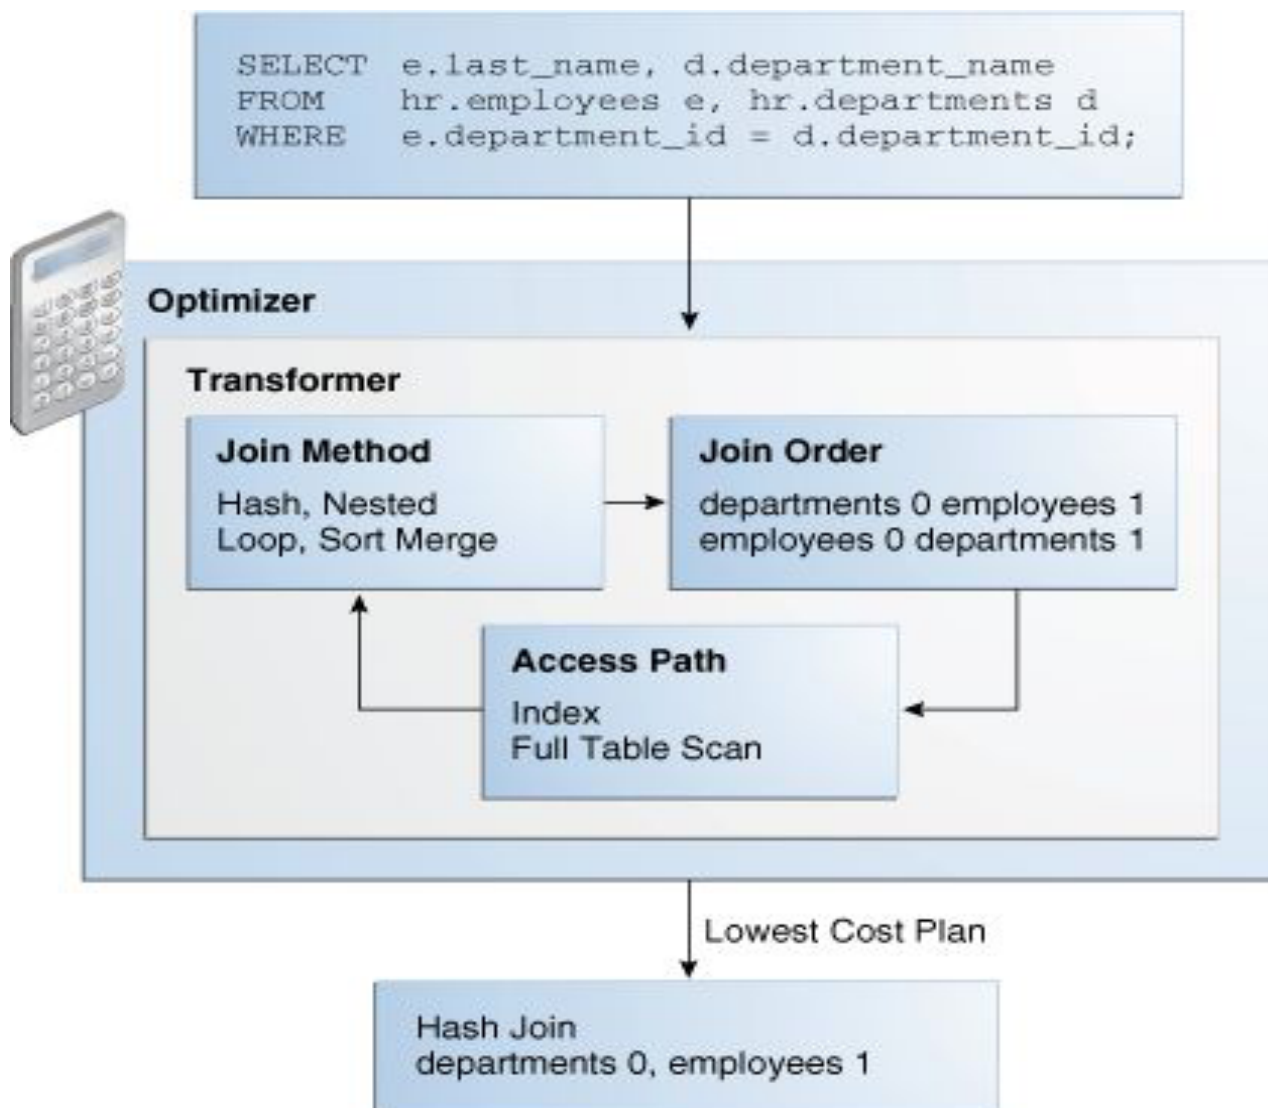 SELECT e.last_name, d.department_name
FROM hr.employees e, hr.departments d
WHERE e.department_id = d.department_id;
Optimizer
Transformer
Join Method
Hash, Nested
Loop, Sort Merge
Join Order
departments 0 employees 1
employees 0 departments 1
Access Path
Index
Full Table Scan
Lowest Cost Plan
Hash Join
departments 0, employees 1